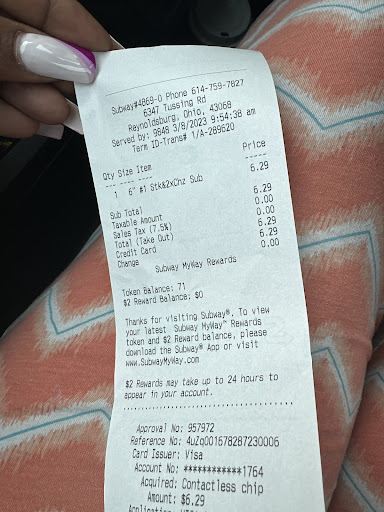 Subway#4869-0 Phone 614-759-7827
6347 Tussing Rd
Reynoldsburg, Ohio, 43068
Served by: 9848 3/8/2023 9:54:38 am
Term ID-Trans# 1/A-289620
Qty Size Item Price
--- ---- ---- -----
1 6" #1 Stk&2xChz Sub 6.29
Sub Total 6.29
Taxable Amount 0.00
Sales Tax (7.5%) 0.00
Total (Take Out) 6.29
Credit Card 6.29
Change 0.00
Subway MyWay Rewards
Token Balance: 71
$2 Reward Balance: $0
Thanks for visiting Subway®. To view
your latest Subway MyWay™ Rewards
token and $2 Reward balance, please
download the Subway® App or visit
www.SubwayMyWay.com
$2 Rewards may take up to 24 hours to
appear in your account.
Approval No: 957972
Reference No: 4uZq001678287230006
Card Issuer: Visa
Account No: ************1764
Acquired: Contactless chip
Amount: $6.29